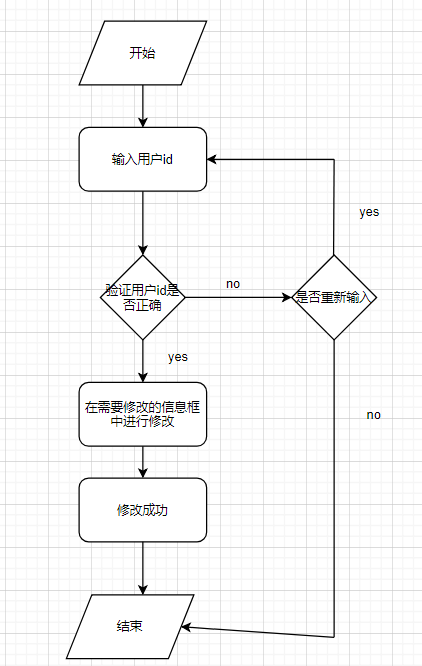 开始
输入用户id
yes
验证用户id是
否正确
no
是否重新输入
yes
no
在需要修改的信息框
中进行修改
修改成功
结束